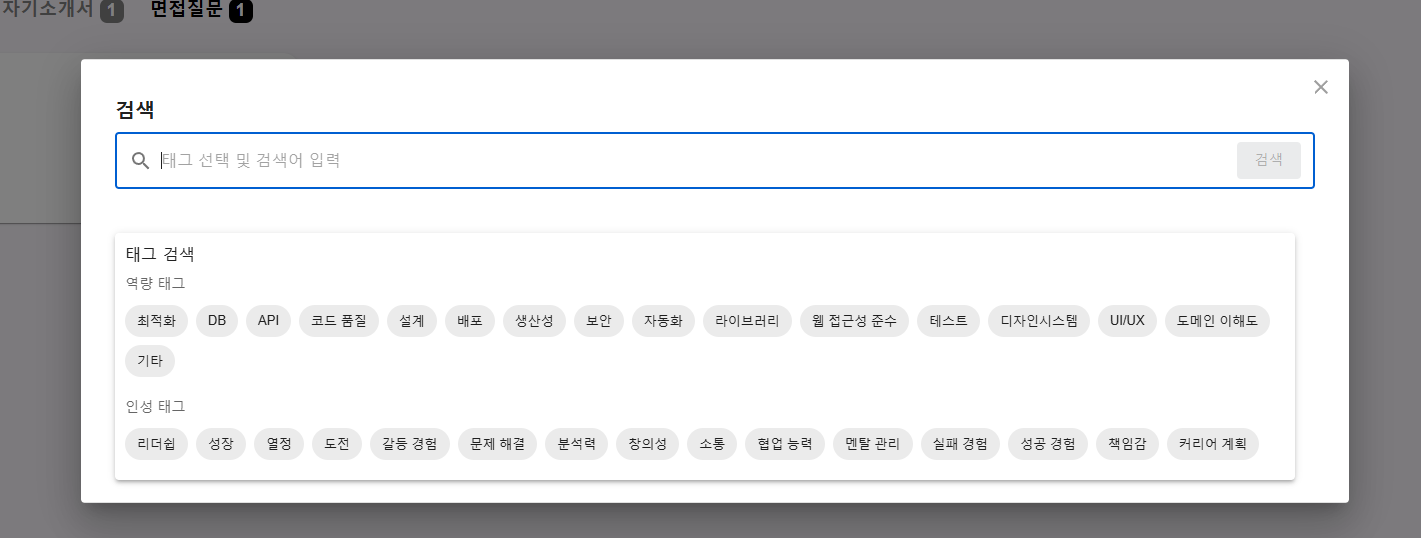 자기소개서 1 면접질문 1
검색
태그 선택 및 검색어 입력 검색
태그 검색
역량 태그
최적화 DB API 코드 품질 설계 배포 생산성 보안 자동화 라이브러리 웹 접근성 준수 테스트 디자인시스템 UI/UX 도메인 이해도
기타
인성 태그
리더쉽 성장 열정 도전 갈등 경험 문제 해결 분석력 창의성 소통 협업 능력 멘탈 관리 실패 경험 성공 경험 책임감 커리어 계획